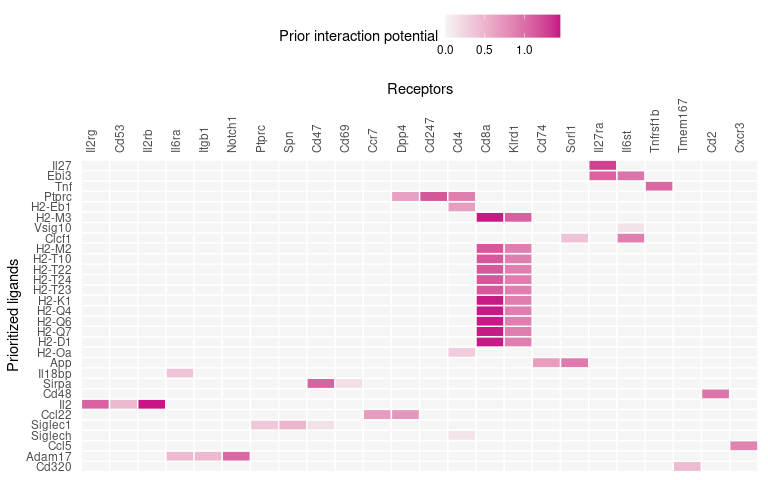 Prior interaction potential
0.0 0.5 1.0
Receptors
Il2rg Cd53 Il2rb Il6ra Itgb1 Notch1 Ptprc Spn Cd47 Cd69 Ccr7 Dpp4 Cd247 Cd4 Cd8a Klrd1 Cd74 Sorl1 Il27ra Il6st Tnfrsf1b Tmem167 Cd2 Cxcr3
Prioritized ligands
Il27
Ebi3
Tnf
Ptprc
H2-Eb1
H2-M3
Vsig10
Clcf1
H2-M2
H2-T10
H2-T22
H2-T24
H2-T23
H2-K1
H2-Q4
H2-Q6
H2-Q7
H2-D1
H2-Oa
App
Il18bp
Sirpa
Cd48
Il2
Ccl22
Siglec1
Siglech
Ccl5
Adam17
Cd320